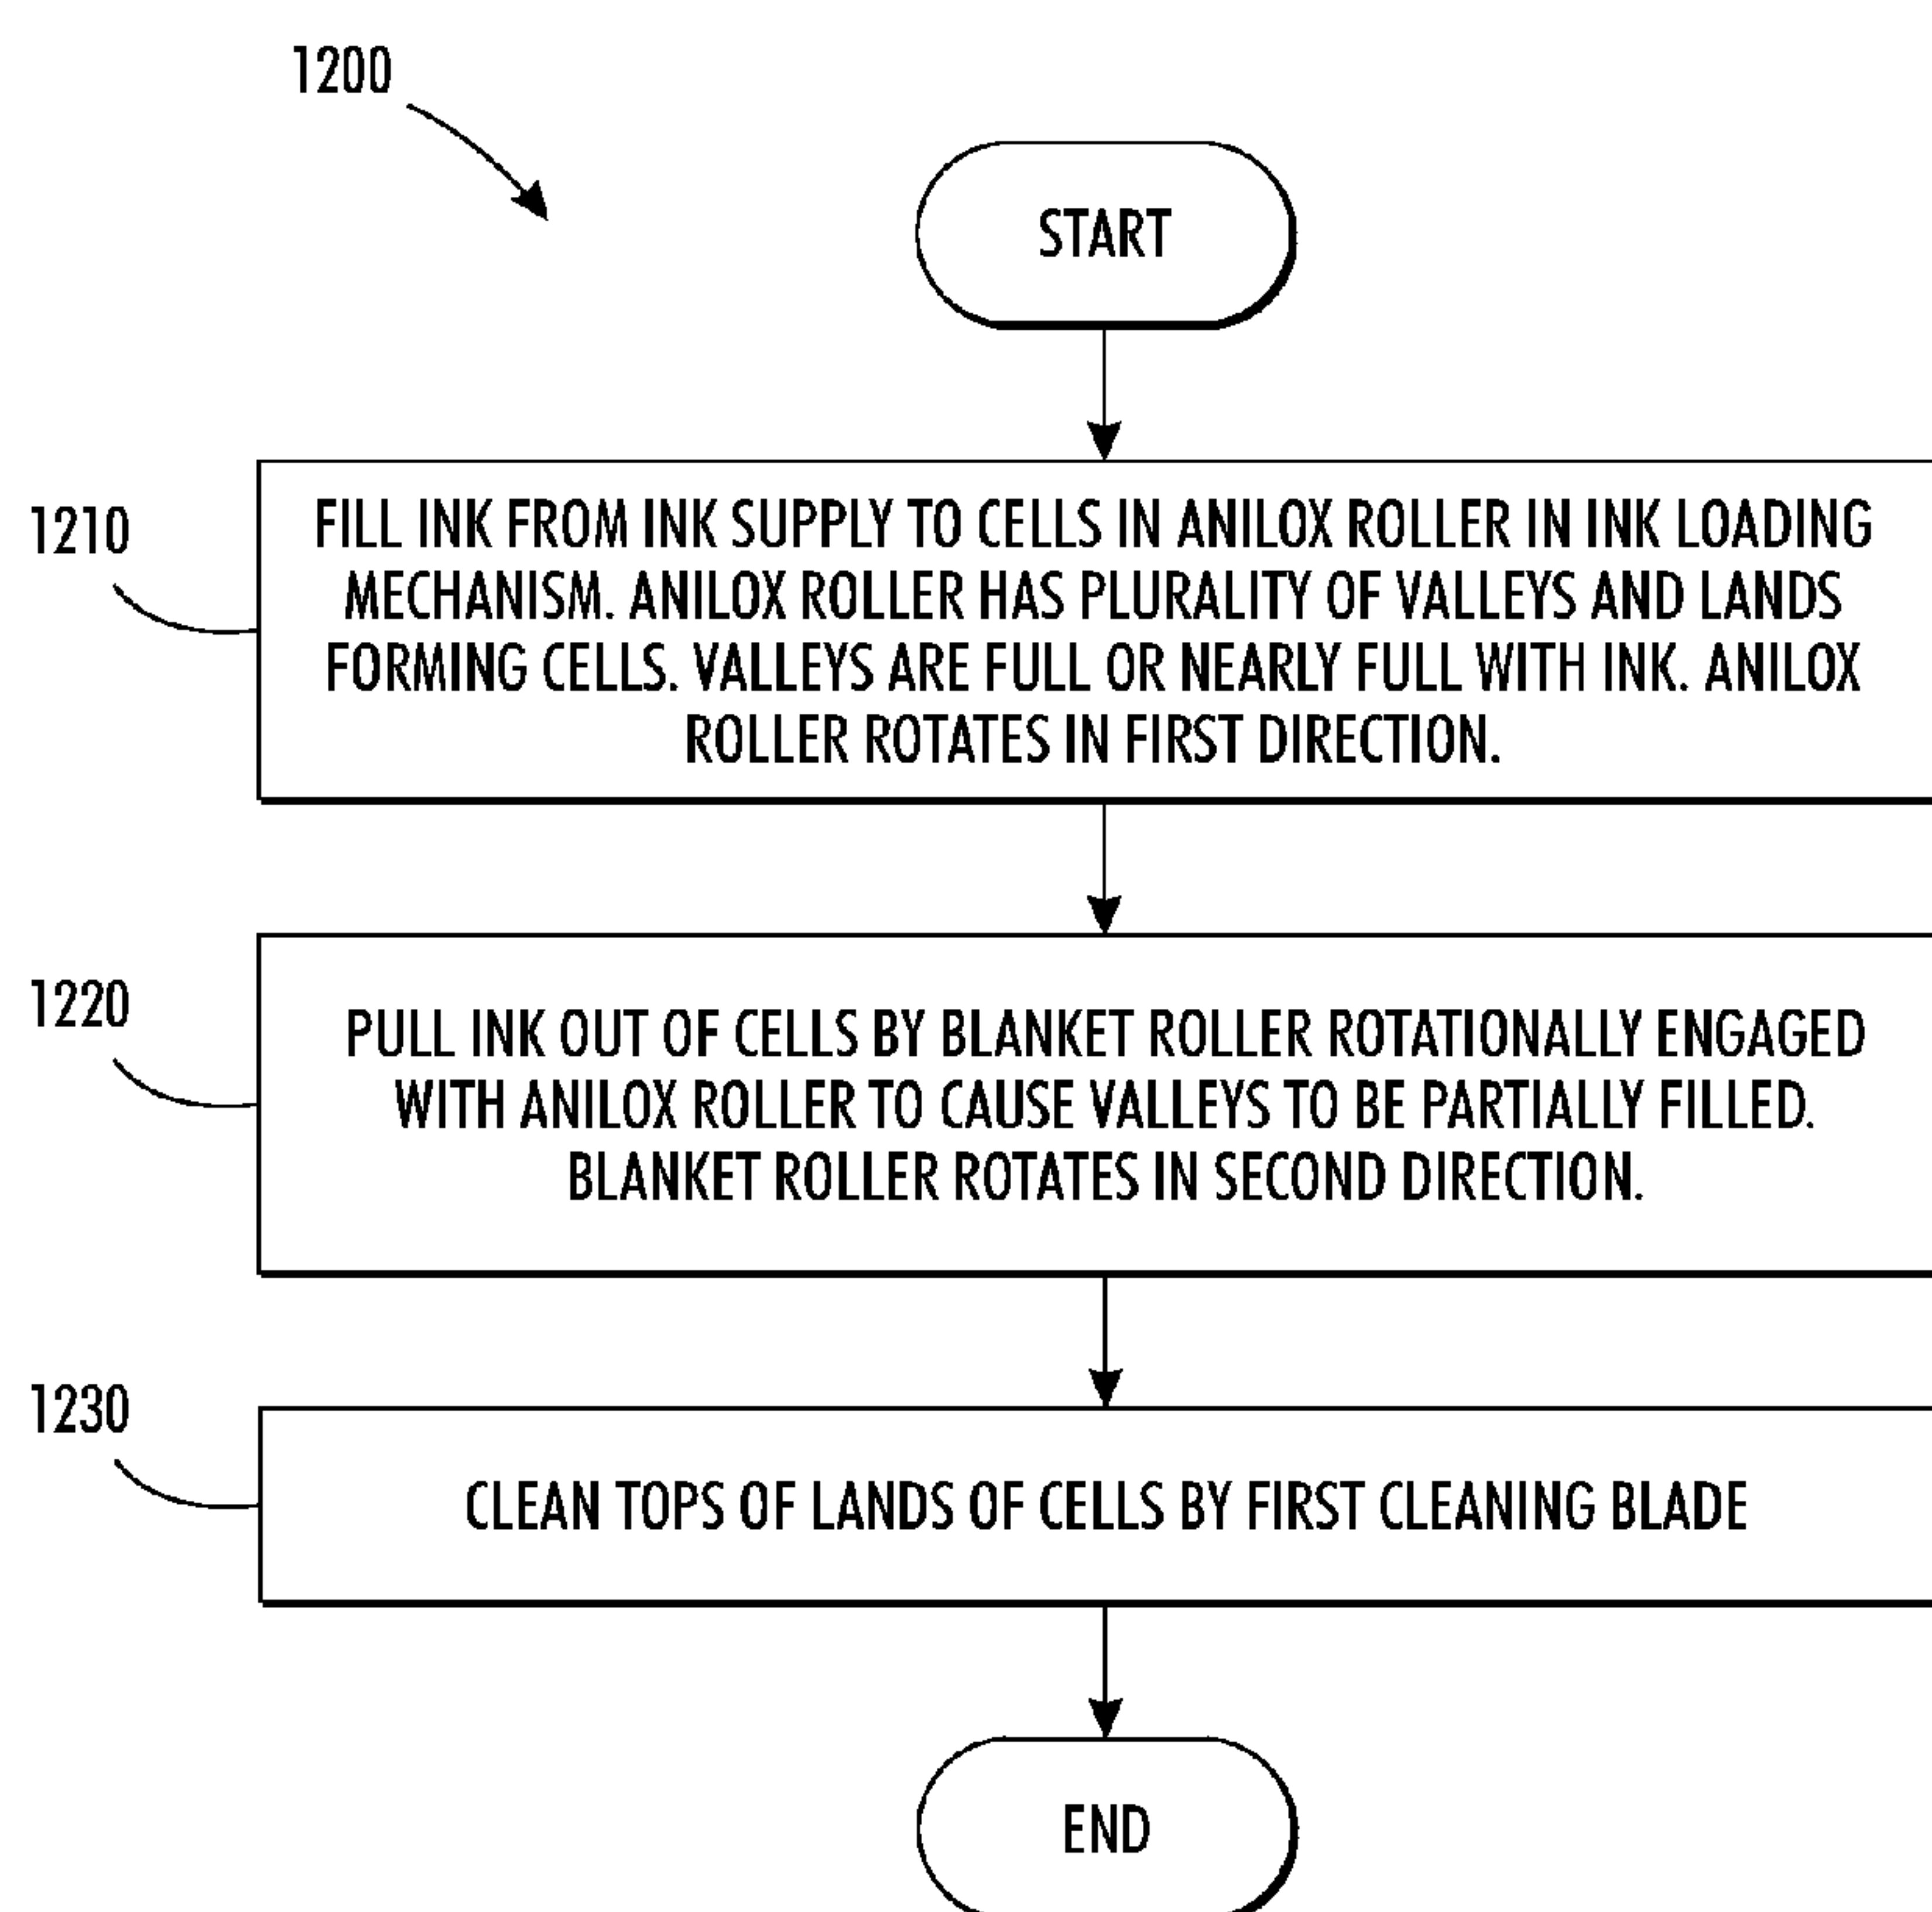 1200
START
1210
FILL INK FROM INK SUPPLY TO CELLS IN ANILOX ROLLER IN INK LOADING
MECHANISM. ANILOX ROLLER HAS PLURALITY OF VALLEYS AND LANDS
FORMING CELLS. VALLEYS ARE FULL OR NEARLY FULL WITH INK. ANILOX
ROLLER ROTATES IN FIRST DIRECTION.
1220
PULL INK OUT OF CELLS BY BLANKET ROLLER ROTATIONALLY ENGAGED
WITH ANILOX ROLLER TO CAUSE VALLEYS TO BE PARTIALLY FILLED.
BLANKET ROLLER ROTATES IN SECOND DIRECTION.
1230
CLEAN TOPS OF LANDS OF CELLS BY FIRST CLEANING BLADE
END